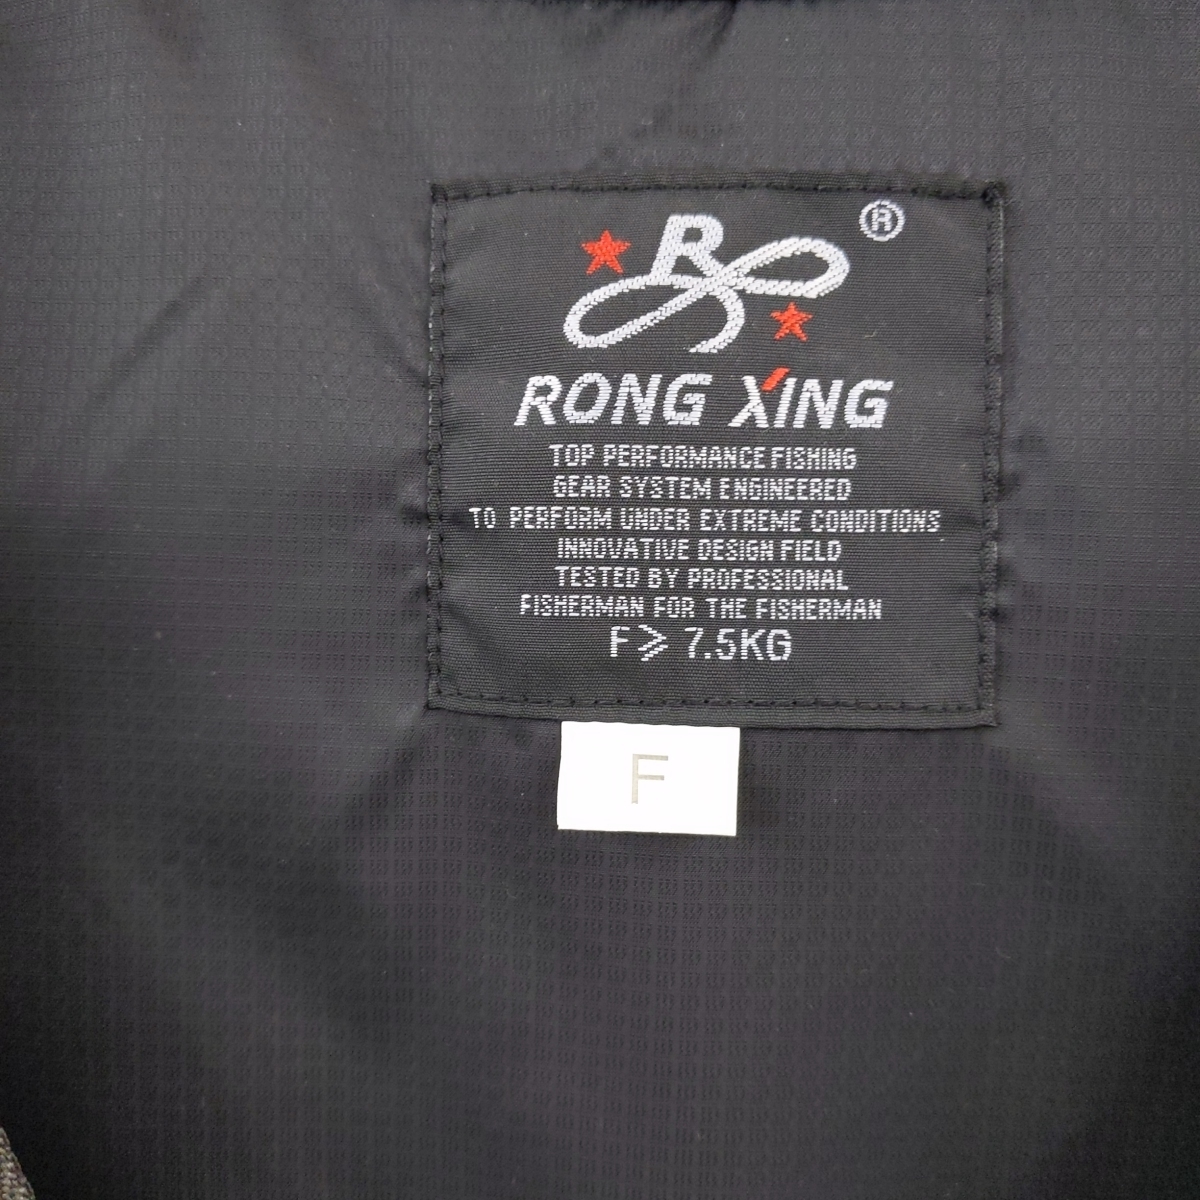 R ®
RONG XING
TOP PERFORMANCE FISHING
GEAR SYSTEM ENGINEERED
TO PERFORM UNDER EXTREME CONDITIONS
INNOVATIVE DESIGN FIELD
TESTED BY PROFESSIONAL
FISHERMAN FOR THE FISHERMAN
F⩾ 7.5KG
F